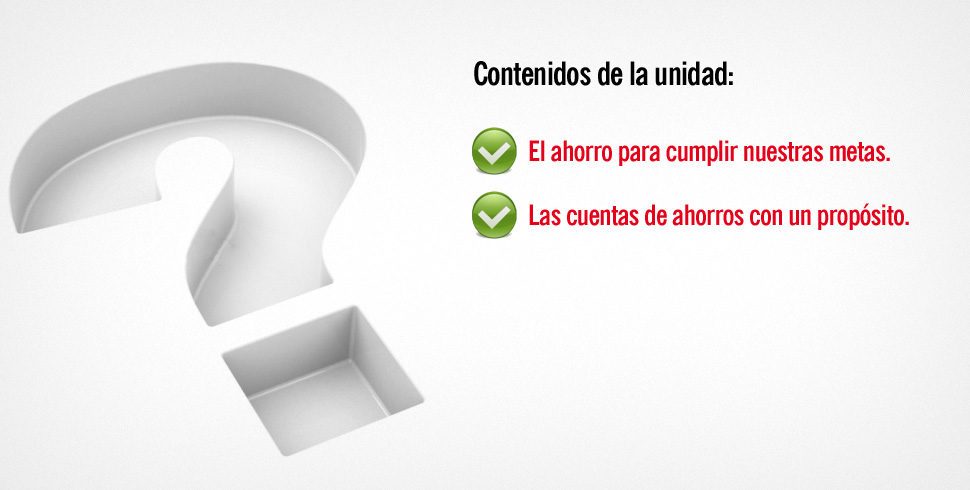 Contenidos de la unidad:
El ahorro para cumplir nuestras metas.
Las cuentas de ahorros con un propósito.